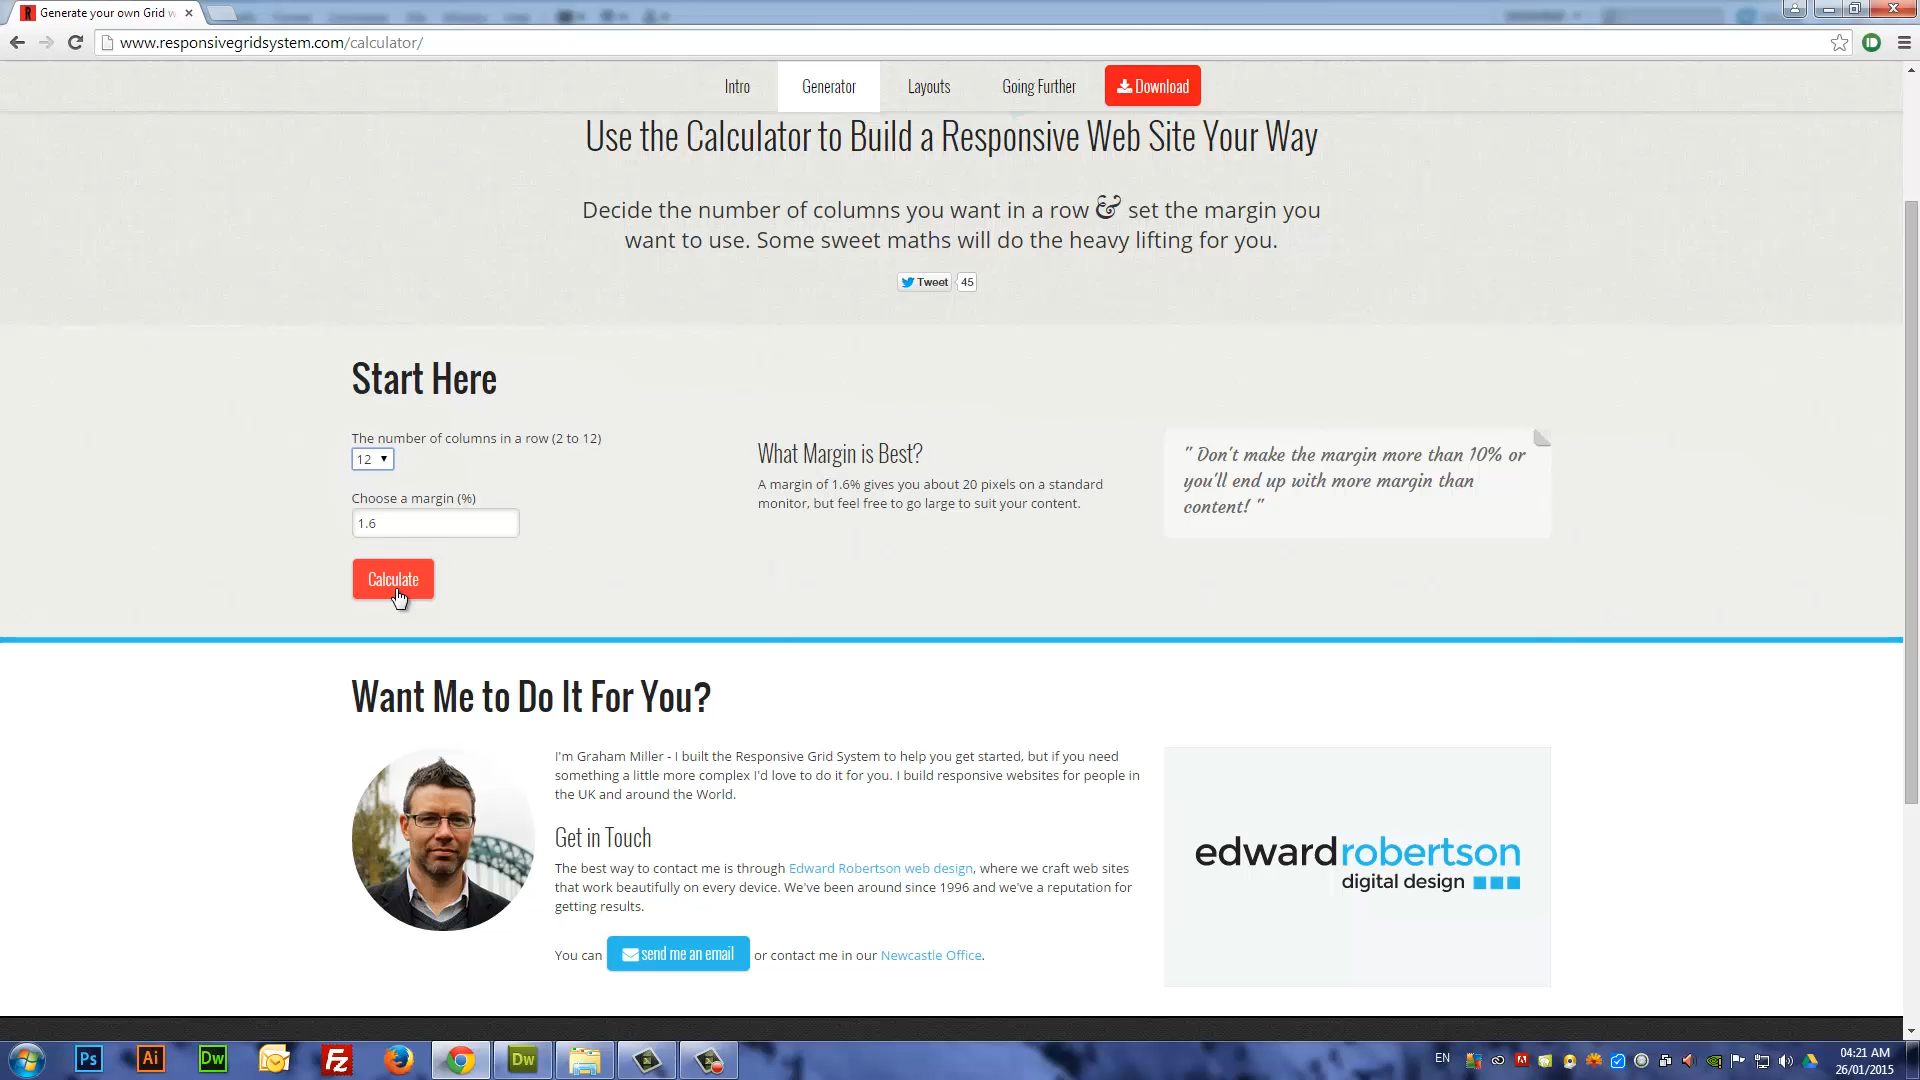 Generate your own Grid w
www.responsivegridsystem.com/calculator/
Intro
Generator
Layouts
Going Further
Download
Use the Calculator to Build a Responsive Web Site Your Way
Decide the number of columns you want in a row & set the margin you
want to use. Some sweet maths will do the heavy lifting for you.
Tweet
45
Start Here
The number of columns in a row (2 to 12)
12
Choose a margin (%)
1.6
Calculate
What Margin is Best?
A margin of 1.6% gives you about 20 pixels on a standard
monitor, but feel free to go large to suit your content.
" Don't make the margin more than 10% or
you'll end up with more margin than
content! "
Want Me to Do It For You?
I'm Graham Miller - I built the Responsive Grid System to help you get started, but if you need
something a little more complex I'd love to do it for you. I build responsive websites for people in
the UK and around the World.
Get in Touch
The best way to contact me is through Edward Robertson web design, where we craft web sites
that work beautifully on every device. We've been around since 1996 and we've a reputation for
getting results.
You can send me an email or contact me in our Newcastle Office.
edwardrobertson
digital design
Ps
Ai
Dw
Fz
Dw
EN
04:21 AM
26/01/2015